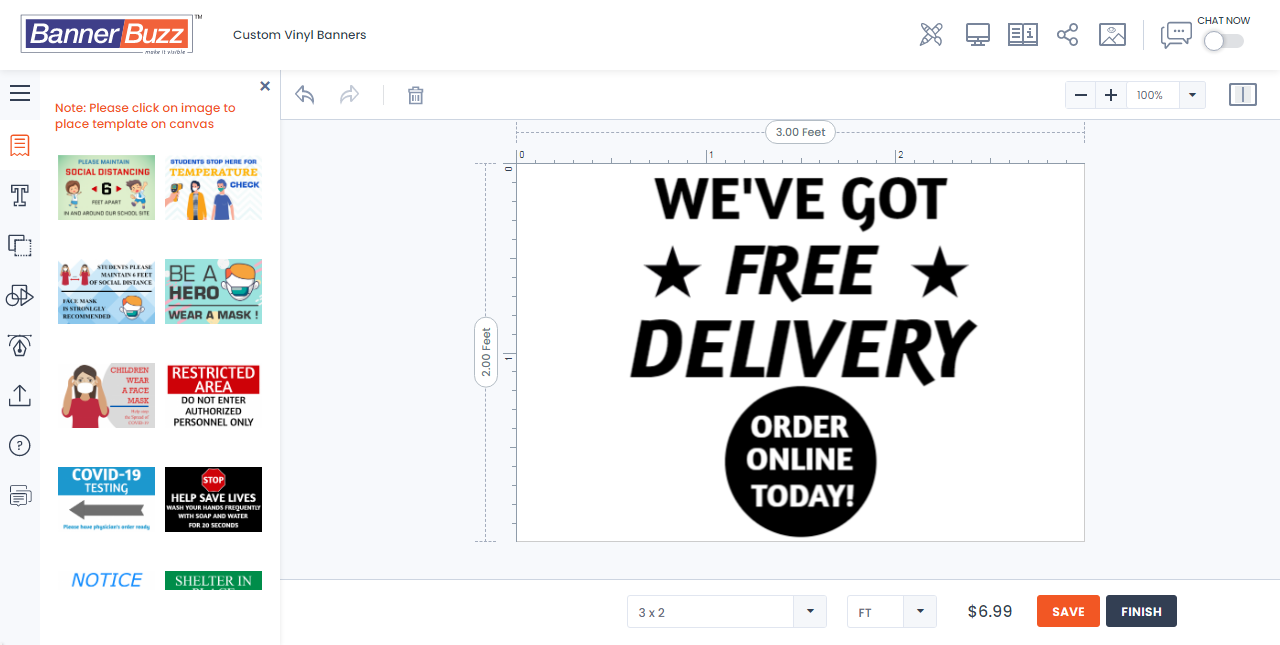 BannerBuzz™
make it visible
Custom Vinyl Banners
CHAT NOW
Note: Please click on image to
place template on canvas
100%
3.00 Feet
0 1 2
0
1
2.00 Feet
PLEASE MAINTAIN
SOCIAL DISTANCING
6
FEET APART
IN AND AROUND OUR SCHOOL SITE
STUDENTS STOP HERE FOR
TEMPERATURE
CHECK
STUDENTS PLEASE
MAINTAIN 6 FEET
OF SOCIAL DISTANCE
FACE MASK
IS STRONLGY
RECOMMENDED
BE A
HERO
WEAR A MASK !
CHILDREN
WEAR
A FACE
MASK
RESTRICTED
AREA
DO NOT ENTER
AUTHORIZED
PERSONNEL ONLY
COVID-19
TESTING
Please have physician's order ready
STOP
HELP SAVE LIVES
WASH YOUR HANDS FREQUENTLY
WITH SOAP AND WATER
FOR 20 SECONDS
NOTICE
SHELTER IN
PLACE
WE'VE GOT
FREE
DELIVERY
ORDER
ONLINE
TODAY!
3 x 2
FT
$6.99
SAVE
FINISH